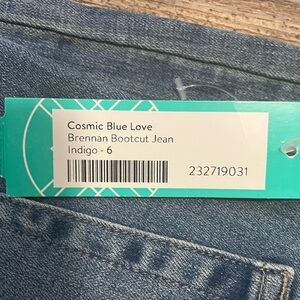 Cosmic Blue Love
Brennan Bootcut Jean
Indigo - 6
232719031